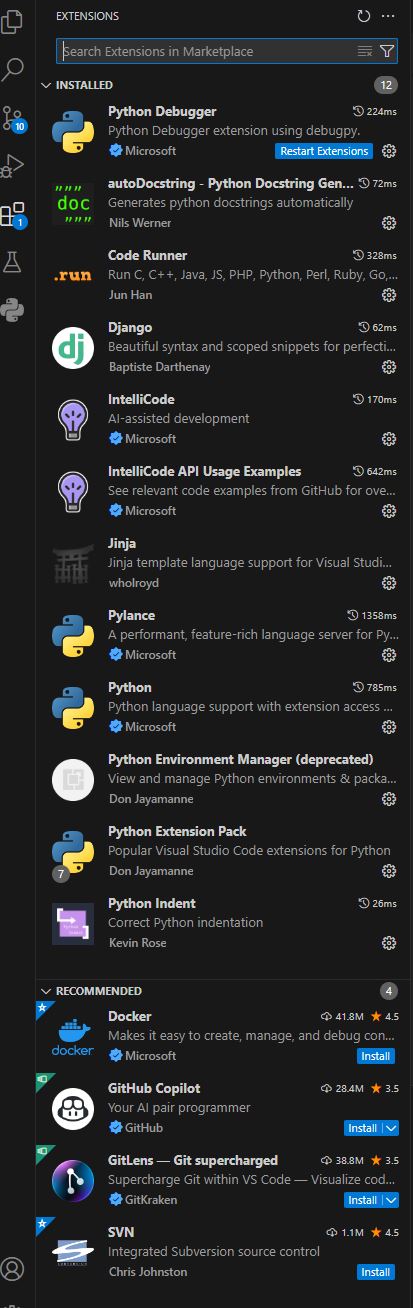 EXTENSIONS
Search Extensions in Marketplace
INSTALLED 12
Python Debugger 224ms
Python Debugger extension using debugpy.
Microsoft Restart Extensions
autoDocstring - Python Docstring Gen... 72ms
Generates python docstrings automatically
Nils Werner
""" doc """
Code Runner 328ms
Run C, C++, Java, JS, PHP, Python, Perl, Ruby, Go,...
Jun Han
.run
10
1
Django 62ms
Beautiful syntax and scoped snippets for perfecti...
Baptiste Darthenay
dj
IntelliCode 170ms
AI-assisted development
Microsoft
IntelliCode API Usage Examples 642ms
See relevant code examples from GitHub for ove...
Microsoft
Jinja
Jinja template language support for Visual Studi...
wholroyd
Pylance 1358ms
A performant, feature-rich language server for Py...
Microsoft
Python 785ms
Python language support with extension access ...
Microsoft
Python Environment Manager (deprecated)
View and manage Python environments & packa...
Don Jayamanne
Python Extension Pack
Popular Visual Studio Code extensions for Python
Don Jayamanne
7
Python Indent 26ms
Correct Python indentation
Kevin Rose
RECOMMENDED 4
Docker 41.8M 4.5
Makes it easy to create, manage, and debug con...
Microsoft Install
docker
GitHub Copilot 28.4M 3.5
Your AI pair programmer
GitHub Install
GitLens — Git supercharged 38.8M 3.5
Supercharge Git within VS Code — Visualize cod...
GitKraken Install
SVN 1.1M 4.5
Integrated Subversion source control
Chris Johnston Install